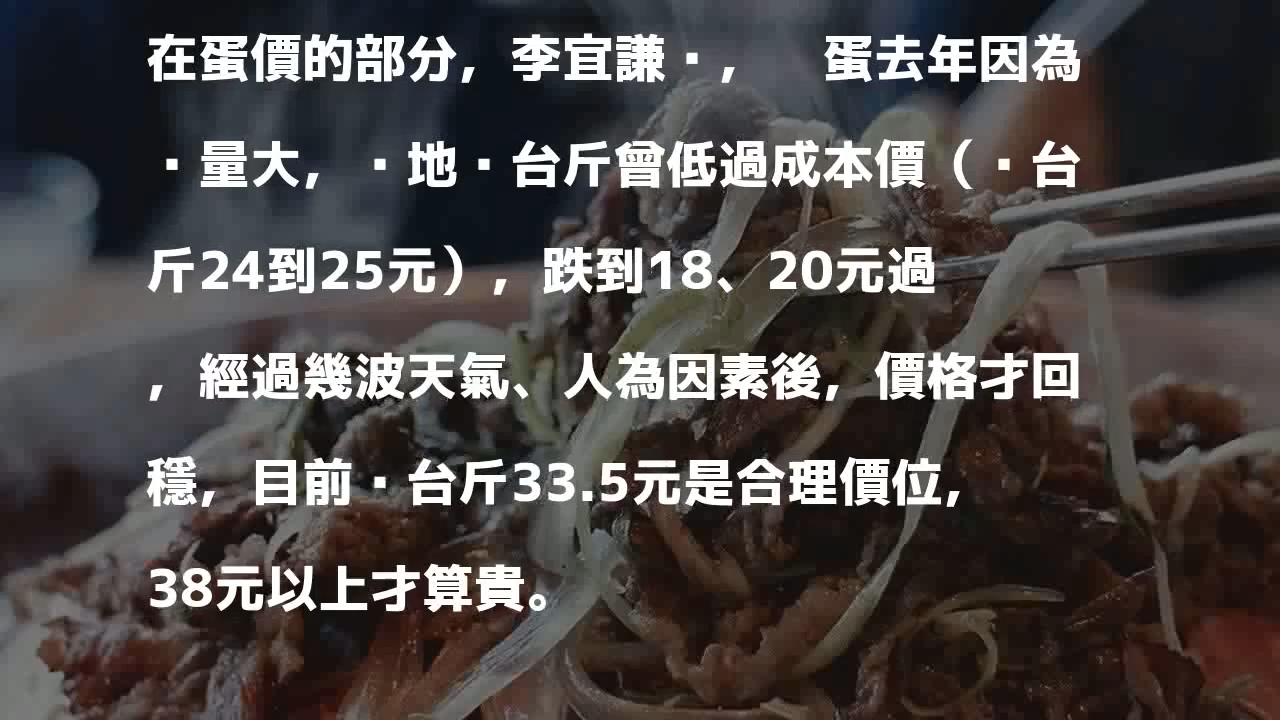 在蛋價的部分，李宜謙·， 蛋去年因為
·量大，·地·台斤曾低過成本價（·台
斤24到25元），跌到18、20元過
，經過幾波天氣、人為因素後，價格才回
穩，目前·台斤33.5元是合理價位，
38元以上才算貴。